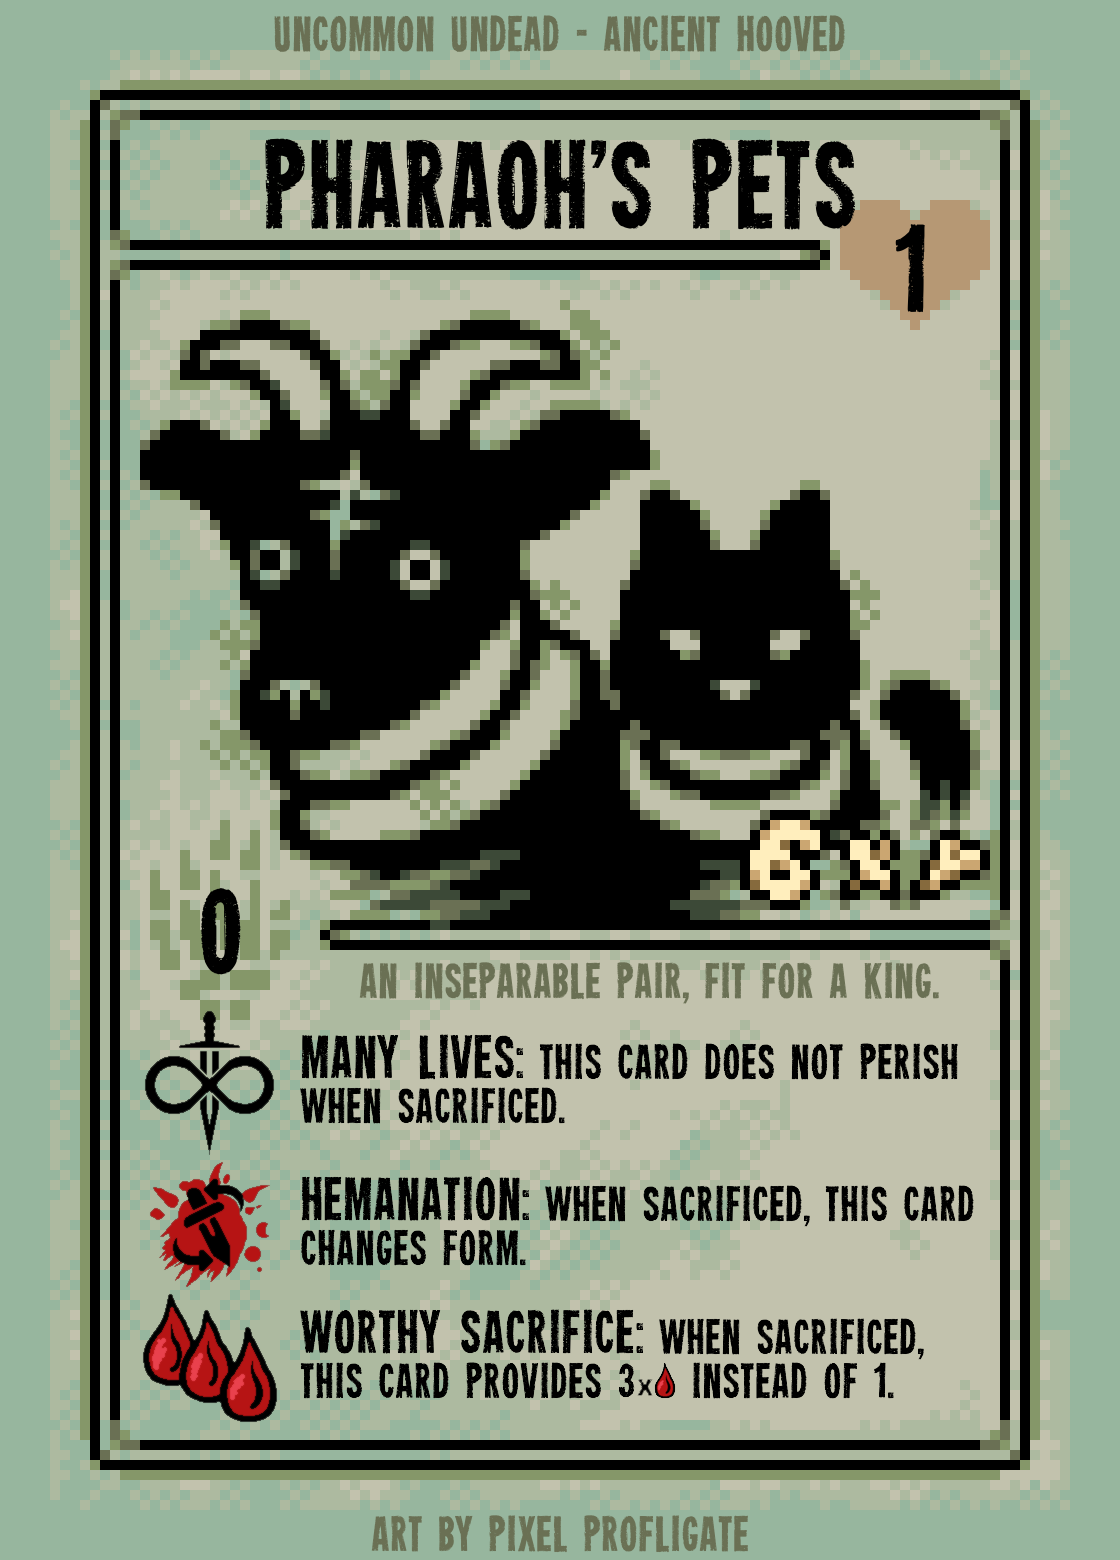 UNCOMMON UNDEAD - ANCIENT HOOVED
PHARAOH'S PETS
1
6 X
0
AN INSEPARABLE PAIR, FIT FOR A KING.
MANY LIVES: THIS CARD DOES NOT PERISH
WHEN SACRIFICED.
HEMANATION: WHEN SACRIFICED, THIS CARD
CHANGES FORM.
WORTHY SACRIFICE: WHEN SACRIFICED,
THIS CARD PROVIDES 3x INSTEAD OF 1.
ART BY PIXEL PROFLIGATE